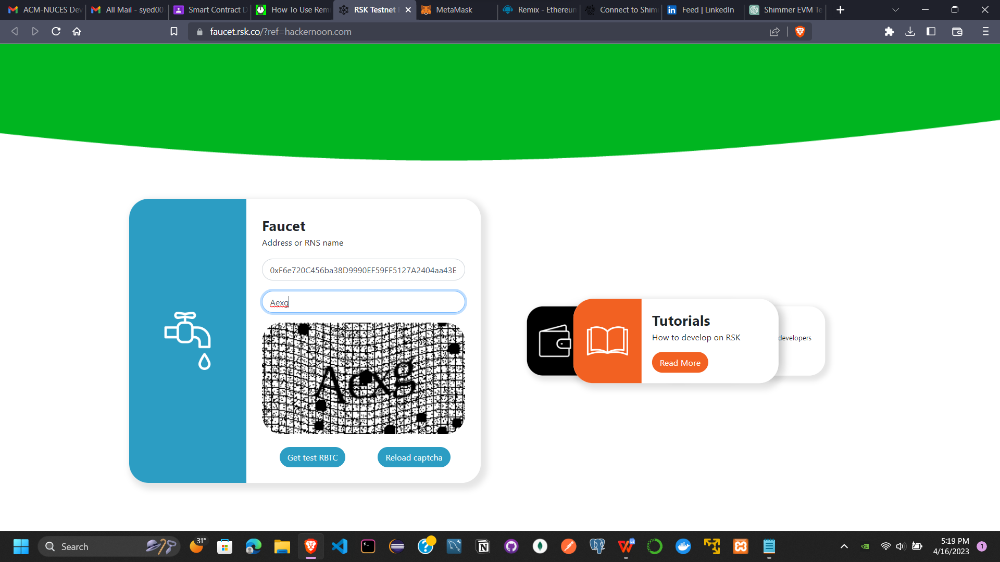 ACM-NUCES Dev
All Mail - syed00
Smart Contract D
How To Use Rem
RSK Testnet
MetaMask
Remix - Ethereum
Connect to Shim
Feed | LinkedIn
Shimmer EVM Te
faucet.rsk.co/?ref=hackernoon.com
Faucet
Address or RNS name
0xF6e720C456ba38D9990EF59FF5127A2404aa43E
Aexg
Aexg
Get test RBTC
Reload captcha
Tutorials
How to develop on RSK
Read More
developers
Search
31°
5:19 PM
4/16/2023
1